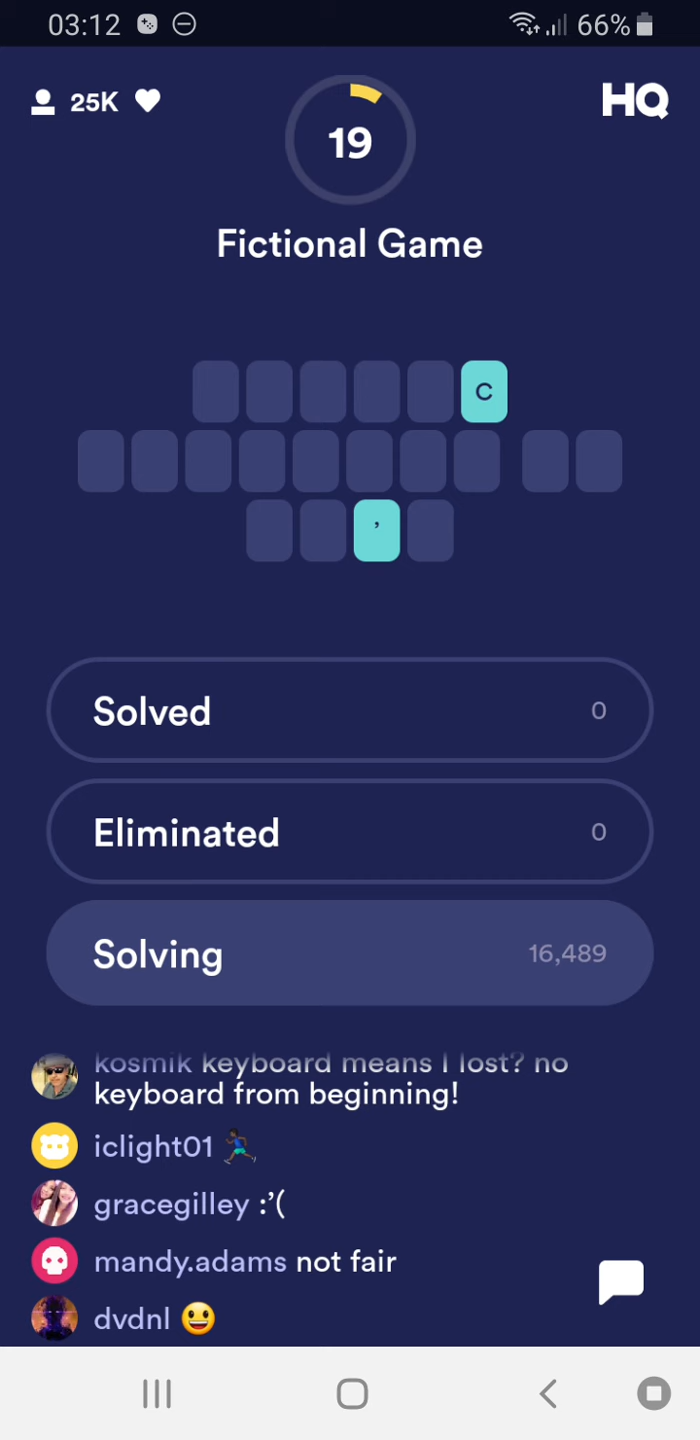 03:12 66%
25K 19 HQ
Fictional Game
C
’
Solved 0
Eliminated 0
Solving 16,489
kosmik keyboard means I lost? no
keyboard from beginning!
iclight01 🏃🏿
gracegilley :’(
mandy.adams not fair
dvdnl 😃